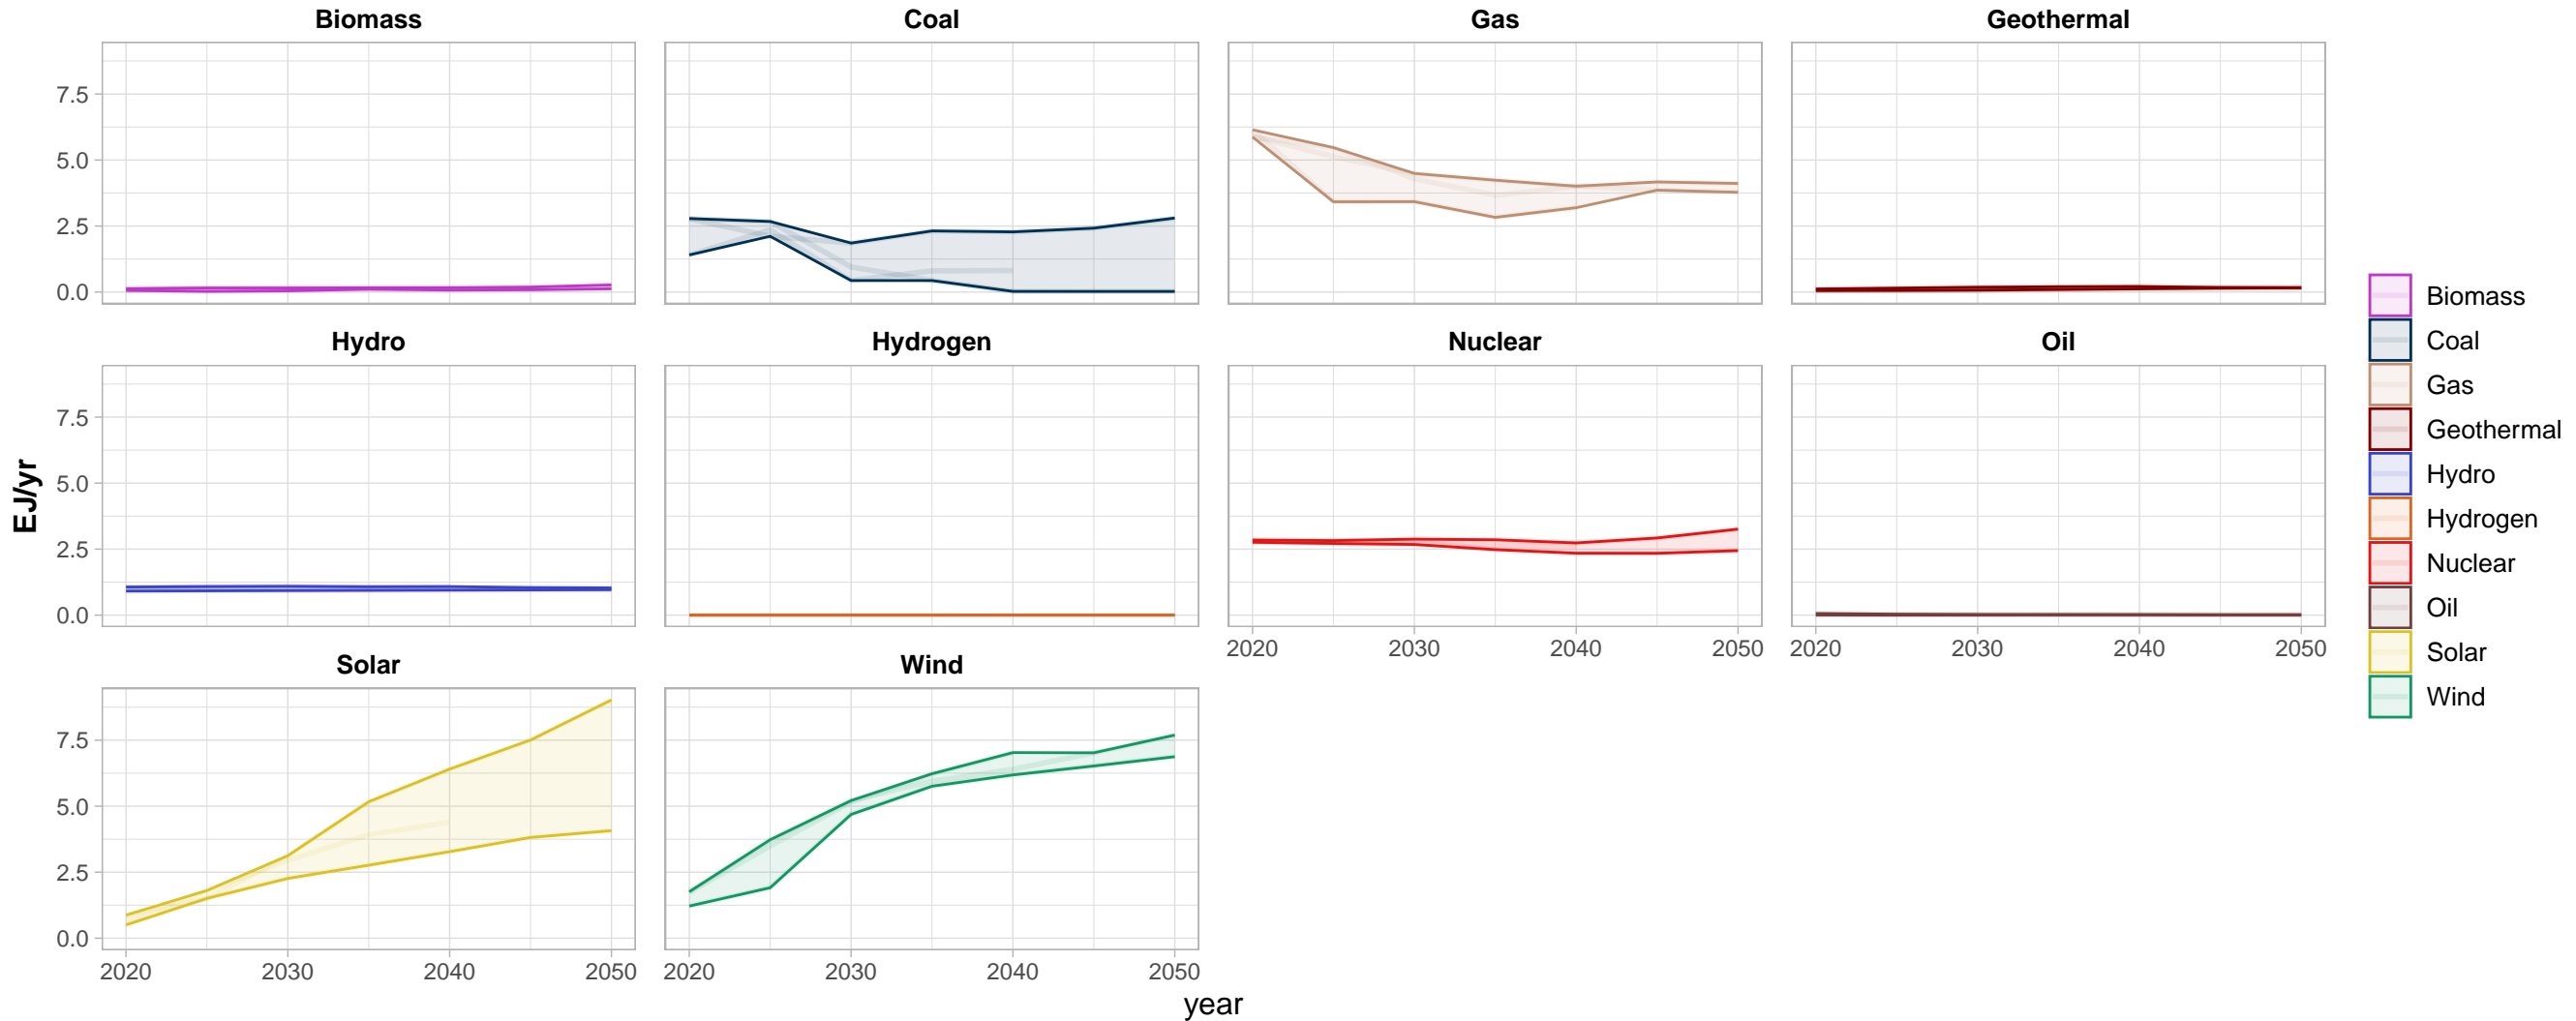 Biomass Coal Gas Geothermal
7.5
5.0
2.5
0.0
Hydro Hydrogen Nuclear Oil
7.5
5.0
2.5
0.0
2020 2030 2040 2050 2020 2030 2040 2050
Solar Wind
7.5
5.0
2.5
0.0
2020 2030 2040 2050 2020 2030 2040 2050
year
EJ/yr
Biomass
Coal
Gas
Geothermal
Hydro
Hydrogen
Nuclear
Oil
Solar
Wind